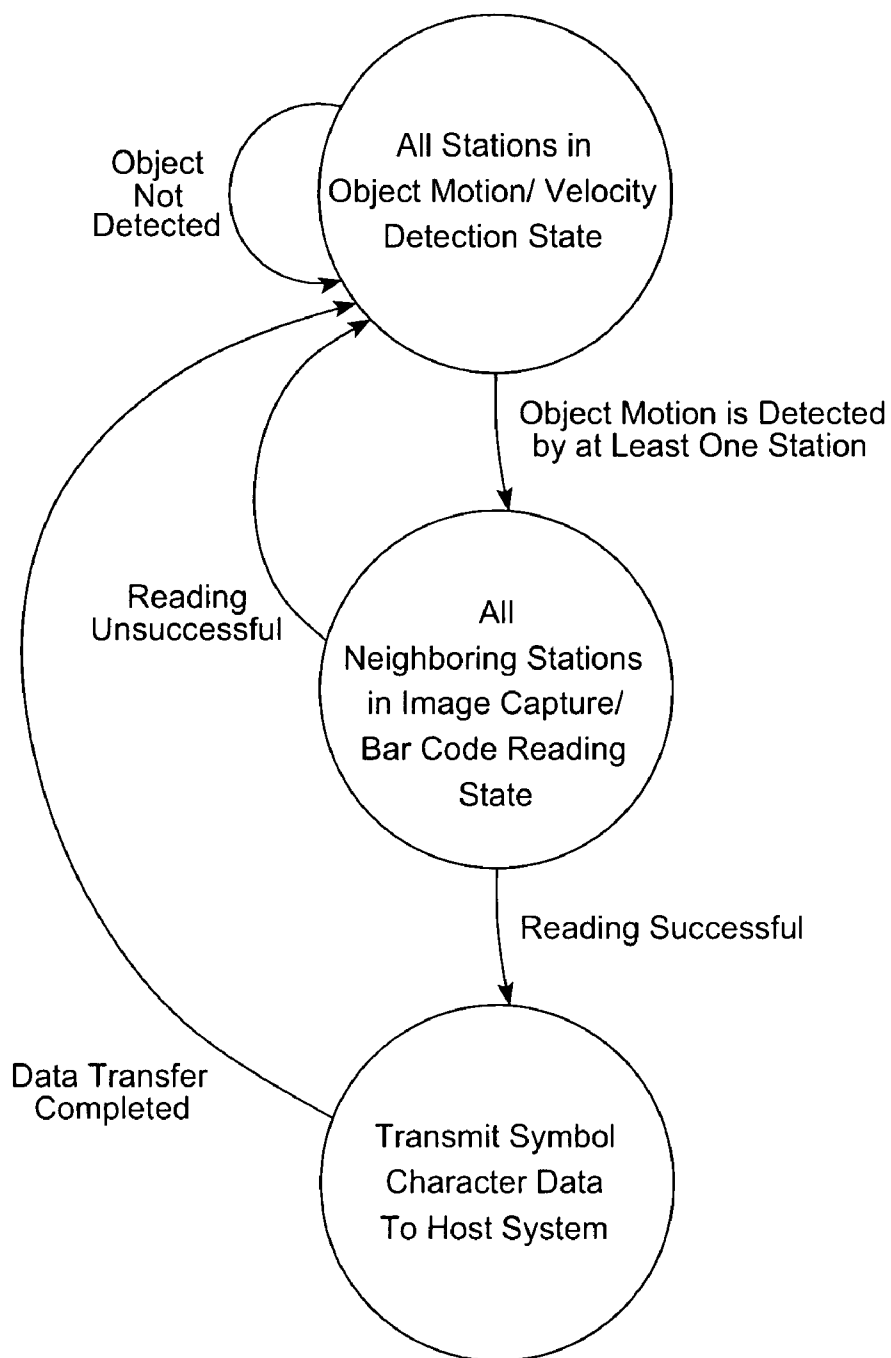 All Stations in
Object Motion/ Velocity
Detection State
Object
Not
Detected
Object Motion is Detected
by at Least One Station
Reading
Unsuccessful
All
Neighboring Stations
in Image Capture/
Bar Code Reading
State
Reading Successful
Data Transfer
Completed
Transmit Symbol
Character Data
To Host System